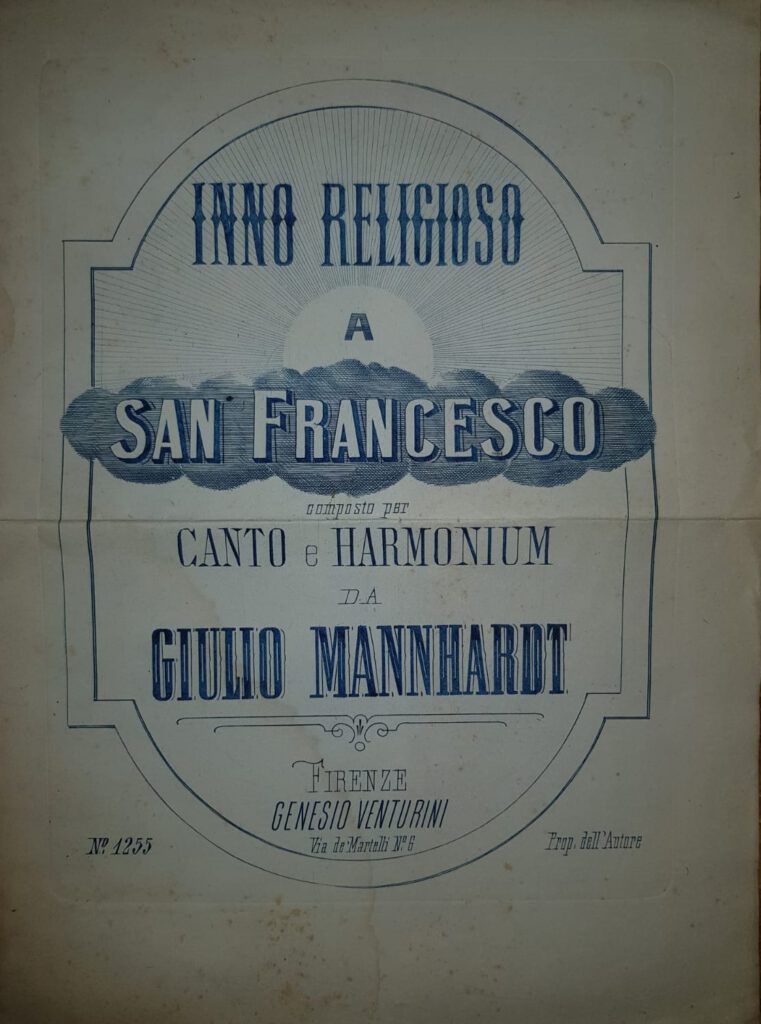 INNO RELIGIOSO
A
SAN FRANCESCO
composto per
CANTO e HARMONIUM
DA
GIULIO MANNHARDT
FIRENZE
GENESIO VENTURINI
Via de' Martelli Nº 6
Nº 1255
Prop. dell'Autore